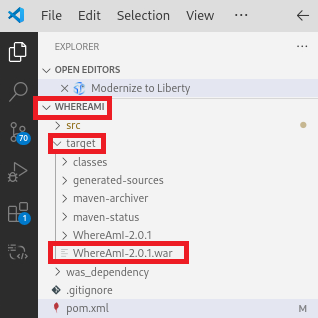 File Edit Selection View ...
EXPLORER
OPEN EDITORS
Modernize to Liberty
WHEREAMI
src
target
70
classes
generated-sources
maven-archiver
maven-status
1
WhereAmI-2.0.1
WhereAmI-2.0.1.war
was_dependency
.gitignore
pom.xml M